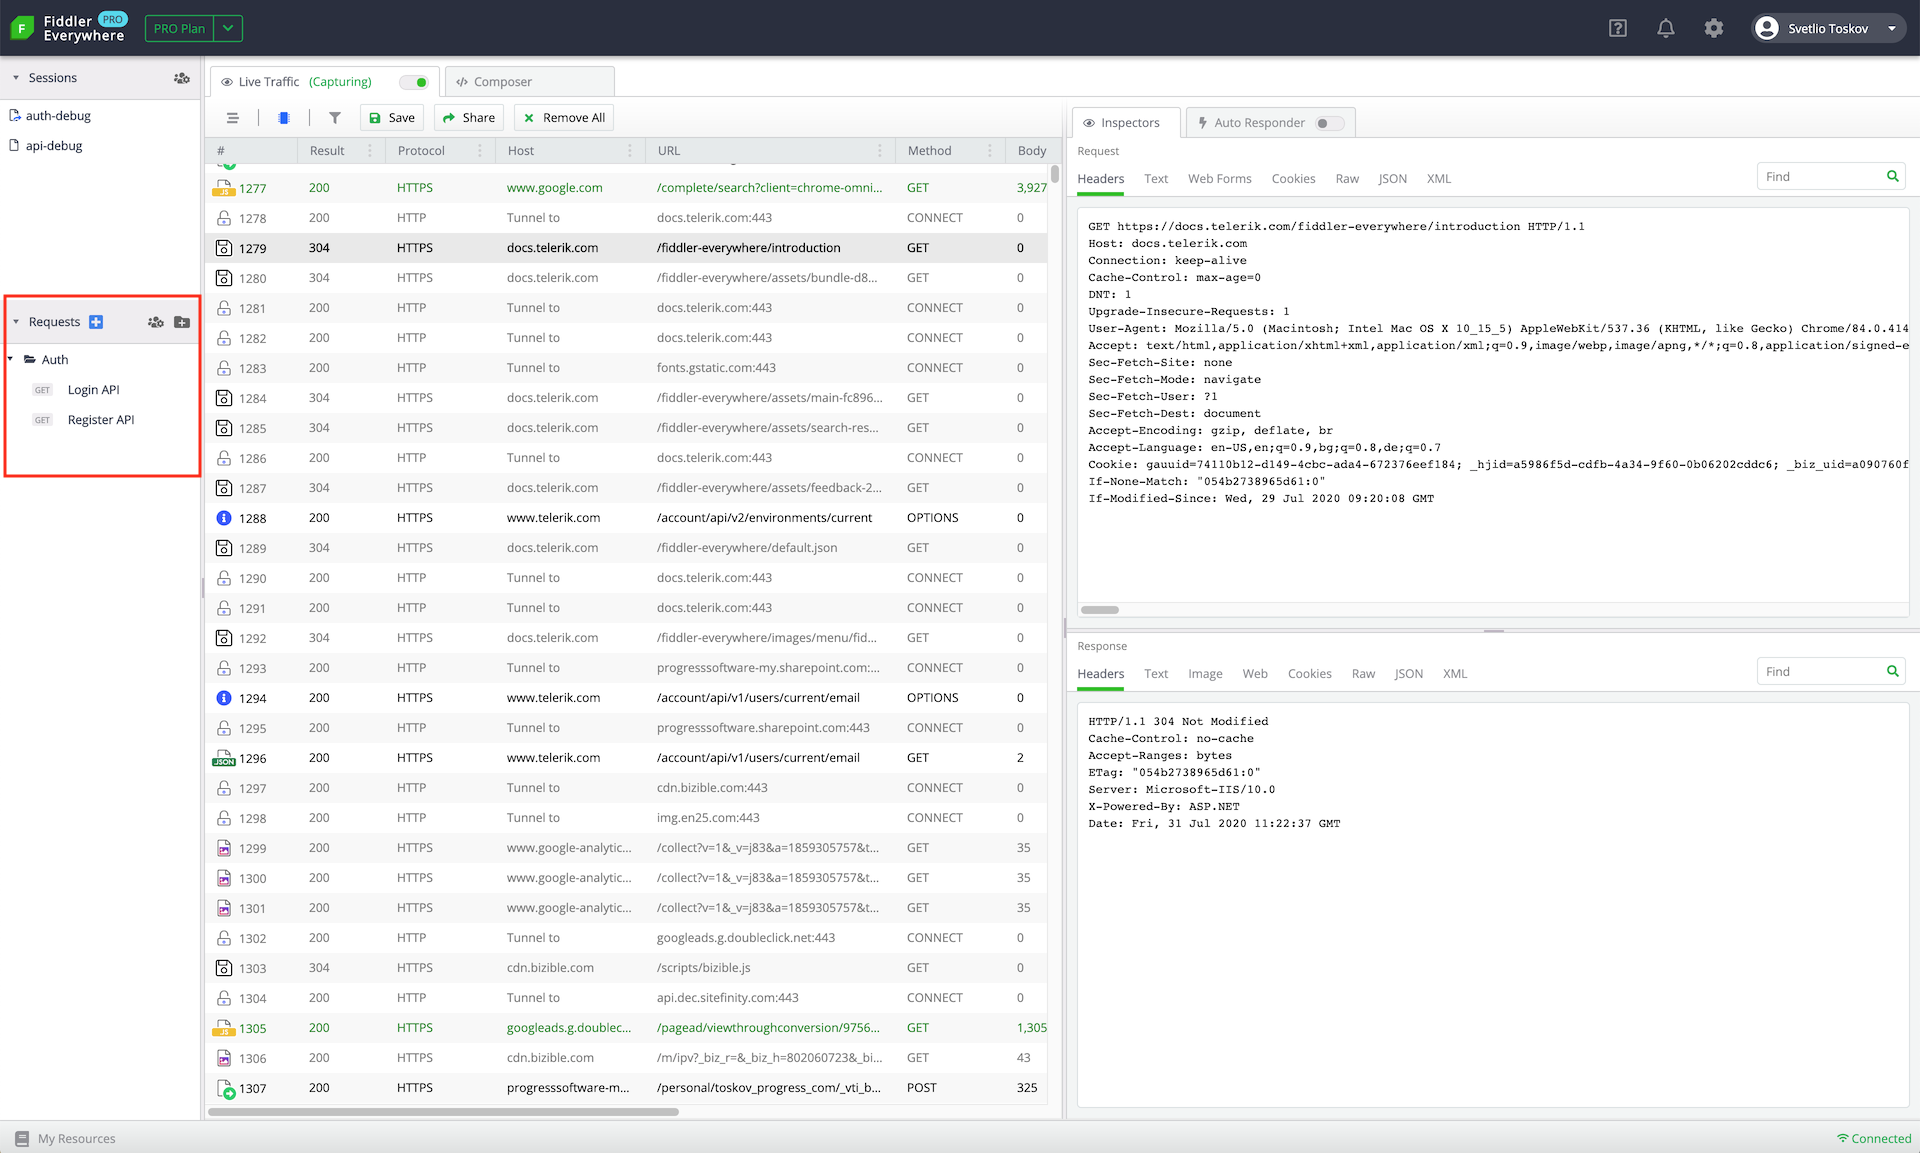 Fiddler PRO
Everywhere
PRO Plan
Svetlio Toskov
Sessions
auth-debug
api-debug
Requests
Auth
GET Login API
GET Register API
Live Traffic (Capturing)
Composer
Save Share Remove All
# Result Protocol Host URL Method Body
JS 1277 200 HTTPS www.google.com /complete/search?client=chrome-omni... GET 3,927
1278 200 HTTP Tunnel to docs.telerik.com:443 CONNECT 0
1279 304 HTTPS docs.telerik.com /fiddler-everywhere/introduction GET 0
1280 304 HTTPS docs.telerik.com /fiddler-everywhere/assets/bundle-d8... GET 0
1281 200 HTTP Tunnel to docs.telerik.com:443 CONNECT 0
1282 200 HTTP Tunnel to docs.telerik.com:443 CONNECT 0
1283 200 HTTP Tunnel to fonts.gstatic.com:443 CONNECT 0
1284 304 HTTPS docs.telerik.com /fiddler-everywhere/assets/main-fc896... GET 0
1285 304 HTTPS docs.telerik.com /fiddler-everywhere/assets/search-res... GET 0
1286 200 HTTP Tunnel to docs.telerik.com:443 CONNECT 0
1287 304 HTTPS docs.telerik.com /fiddler-everywhere/assets/feedback-2... GET 0
1288 200 HTTPS www.telerik.com /account/api/v2/environments/current OPTIONS 0
1289 304 HTTPS docs.telerik.com /fiddler-everywhere/default.json GET 0
1290 200 HTTP Tunnel to docs.telerik.com:443 CONNECT 0
1291 200 HTTP Tunnel to docs.telerik.com:443 CONNECT 0
1292 304 HTTPS docs.telerik.com /fiddler-everywhere/images/menu/fid... GET 0
1293 200 HTTP Tunnel to progresssoftware-my.sharepoint.com:... CONNECT 0
1294 200 HTTPS www.telerik.com /account/api/v1/users/current/email OPTIONS 0
1295 200 HTTP Tunnel to progresssoftware.sharepoint.com:443 CONNECT 0
JSON 1296 200 HTTPS www.telerik.com /account/api/v1/users/current/email GET 2
1297 200 HTTP Tunnel to cdn.bizible.com:443 CONNECT 0
1298 200 HTTP Tunnel to img.en25.com:443 CONNECT 0
1299 200 HTTPS www.google-analytic... /collect?v=1&_v=j83&a=1859305757&t... GET 35
1300 200 HTTPS www.google-analytic... /collect?v=1&_v=j83&a=1859305757&t... GET 35
1301 200 HTTPS www.google-analytic... /collect?v=1&_v=j83&a=1859305757&t... GET 35
1302 200 HTTP Tunnel to googleads.g.doubleclick.net:443 CONNECT 0
1303 304 HTTPS cdn.bizible.com /scripts/bizible.js GET 0
1304 200 HTTP Tunnel to api.dec.sitefinity.com:443 CONNECT 0
JS 1305 200 HTTPS googleads.g.doublec... /pagead/viewthroughconversion/9756... GET 1,305
1306 200 HTTPS cdn.bizible.com /m/ipv?_biz_r=&_biz_h=802060723&_bi... GET 43
1307 200 HTTPS progresssoftware-m... /personal/toskov_progress_com/_vti_b... POST 325
Inspectors
Auto Responder
Request
Headers Text Web Forms Cookies Raw JSON XML
Find
GET https://docs.telerik.com/fiddler-everywhere/introduction HTTP/1.1
Host: docs.telerik.com
Connection: keep-alive
Cache-Control: max-age=0
DNT: 1
Upgrade-Insecure-Requests: 1
User-Agent: Mozilla/5.0 (Macintosh; Intel Mac OS X 10_15_5) AppleWebKit/537.36 (KHTML, like Gecko) Chrome/84.0.414
Accept: text/html,application/xhtml+xml,application/xml;q=0.9,image/webp,image/apng,*/*;q=0.8,application/signed-e
Sec-Fetch-Site: none
Sec-Fetch-Mode: navigate
Sec-Fetch-User: ?1
Sec-Fetch-Dest: document
Accept-Encoding: gzip, deflate, br
Accept-Language: en-US,en;q=0.9,bg;q=0.8,de;q=0.7
Cookie: gauuid=74110b12-d149-4cbc-ada4-672376eef184; _hjid=a5986f5d-cdfb-4a34-9f60-0b06202cddc6; _biz_uid=a090760f
If-None-Match: "054b2738965d61:0"
If-Modified-Since: Wed, 29 Jul 2020 09:20:08 GMT
Response
Headers Text Image Web Cookies Raw JSON XML
Find
HTTP/1.1 304 Not Modified
Cache-Control: no-cache
Accept-Ranges: bytes
ETag: "054b2738965d61:0"
Server: Microsoft-IIS/10.0
X-Powered-By: ASP.NET
Date: Fri, 31 Jul 2020 11:22:37 GMT
My Resources
Connected